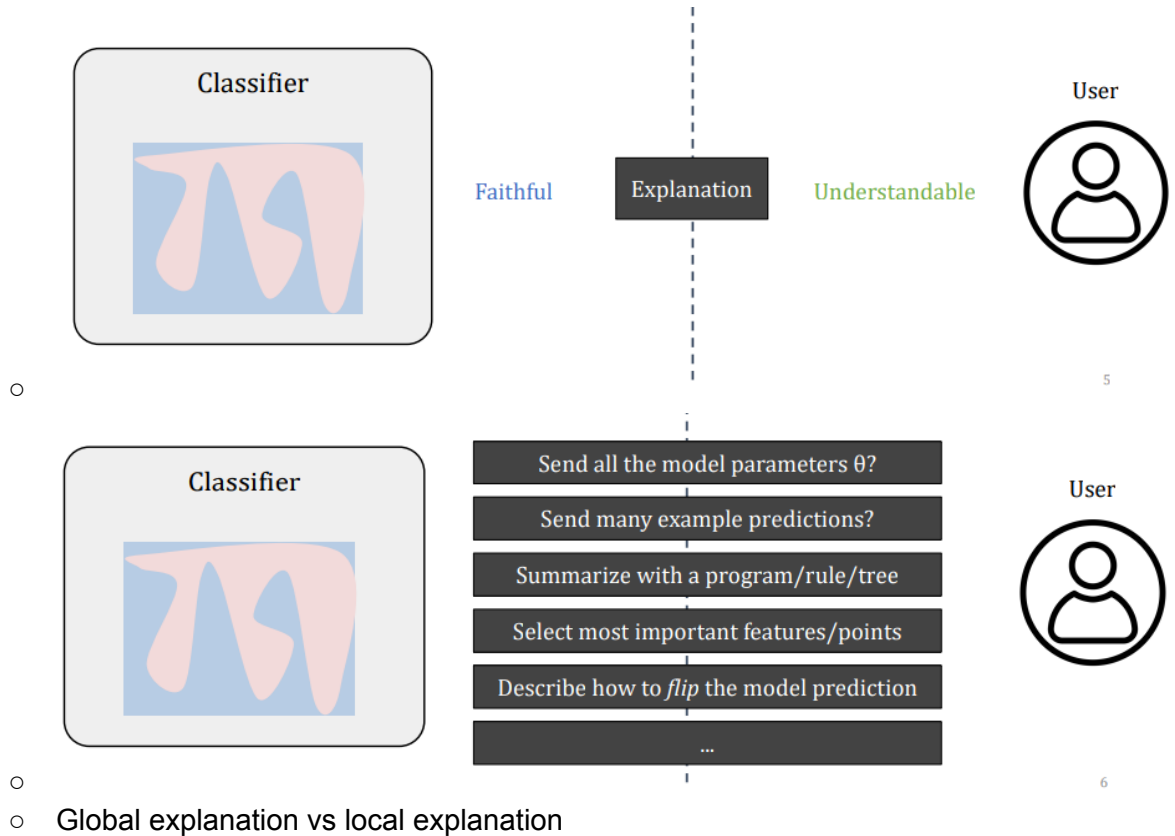 Classifier
User
Faithful
Explanation
Understandable
5
Classifier
Send all the model parameters θ?
User
Send many example predictions?
Summarize with a program/rule/tree
Select most important features/points
Describe how to flip the model prediction
...
6
Global explanation vs local explanation